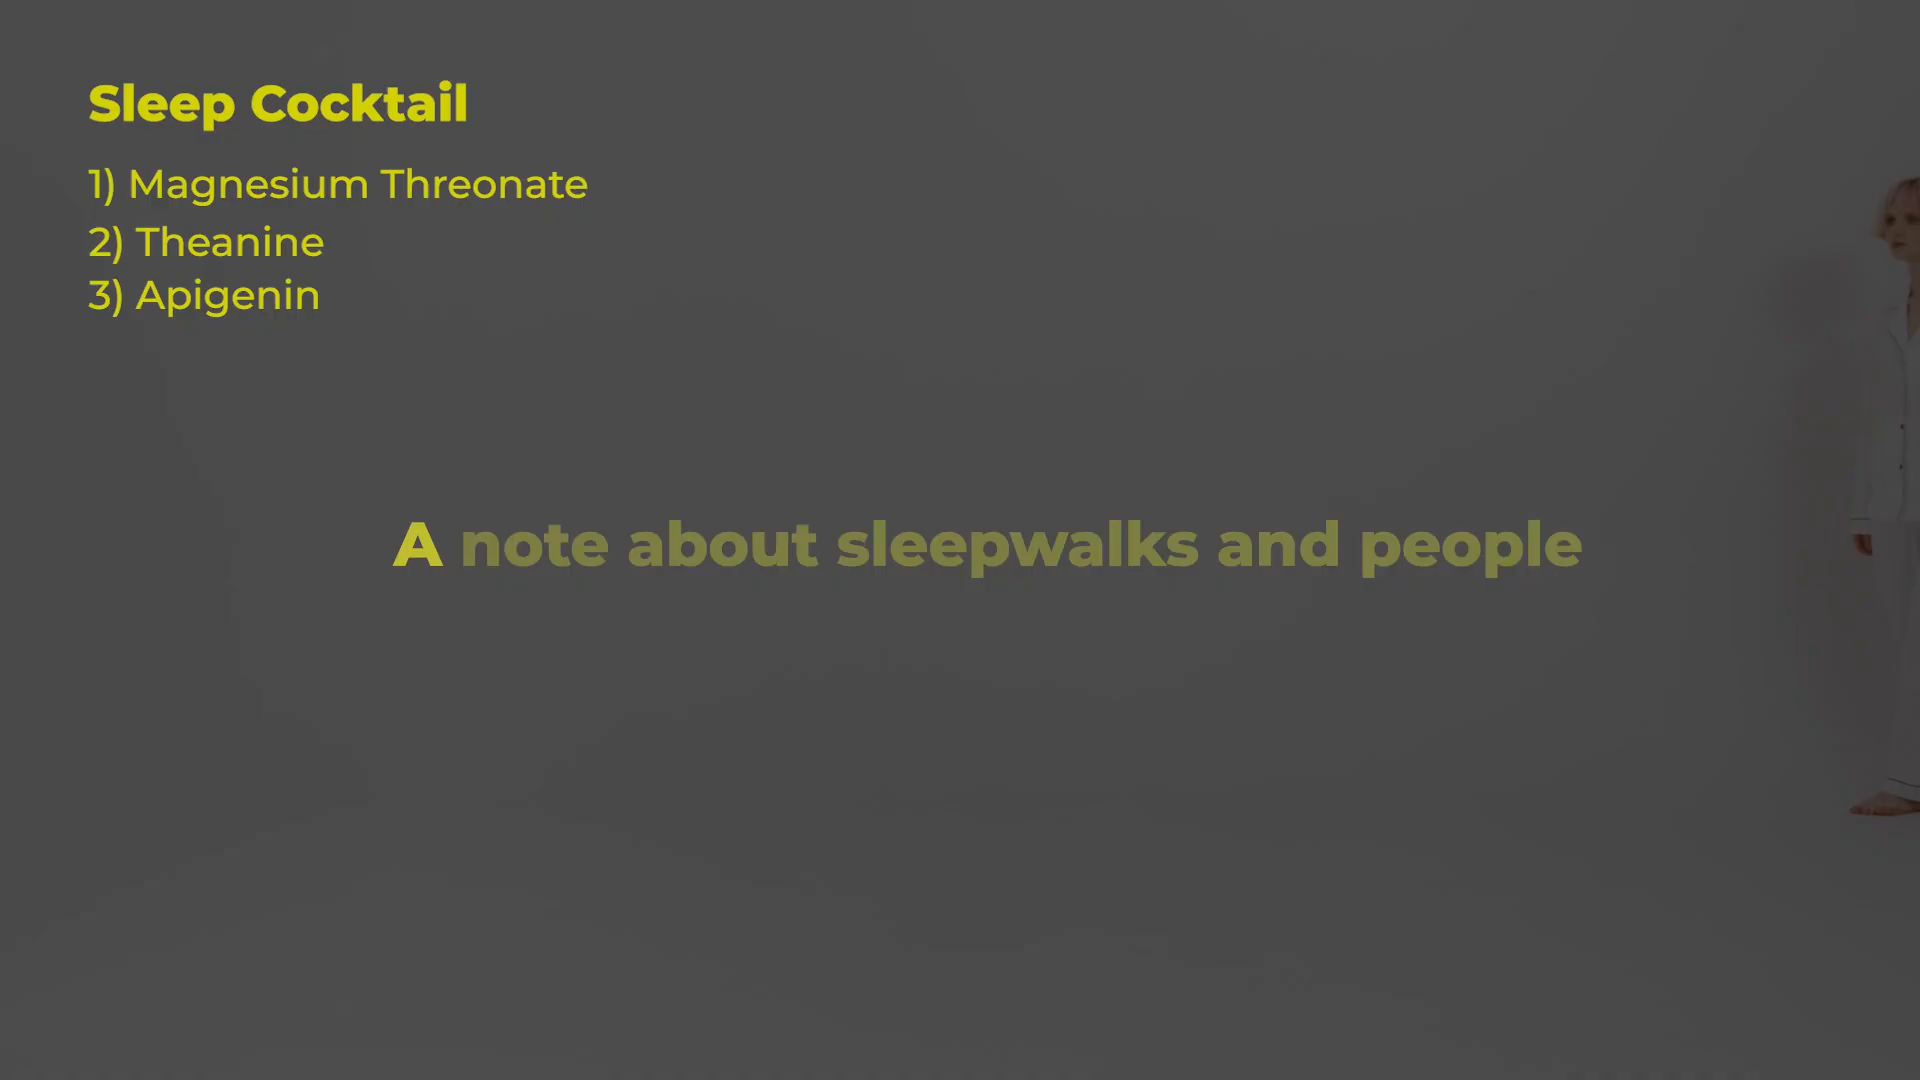 Sleep Cocktail
1) Magnesium Threonate
2) Theanine
3) Apigenin
A note about sleepwalks and people